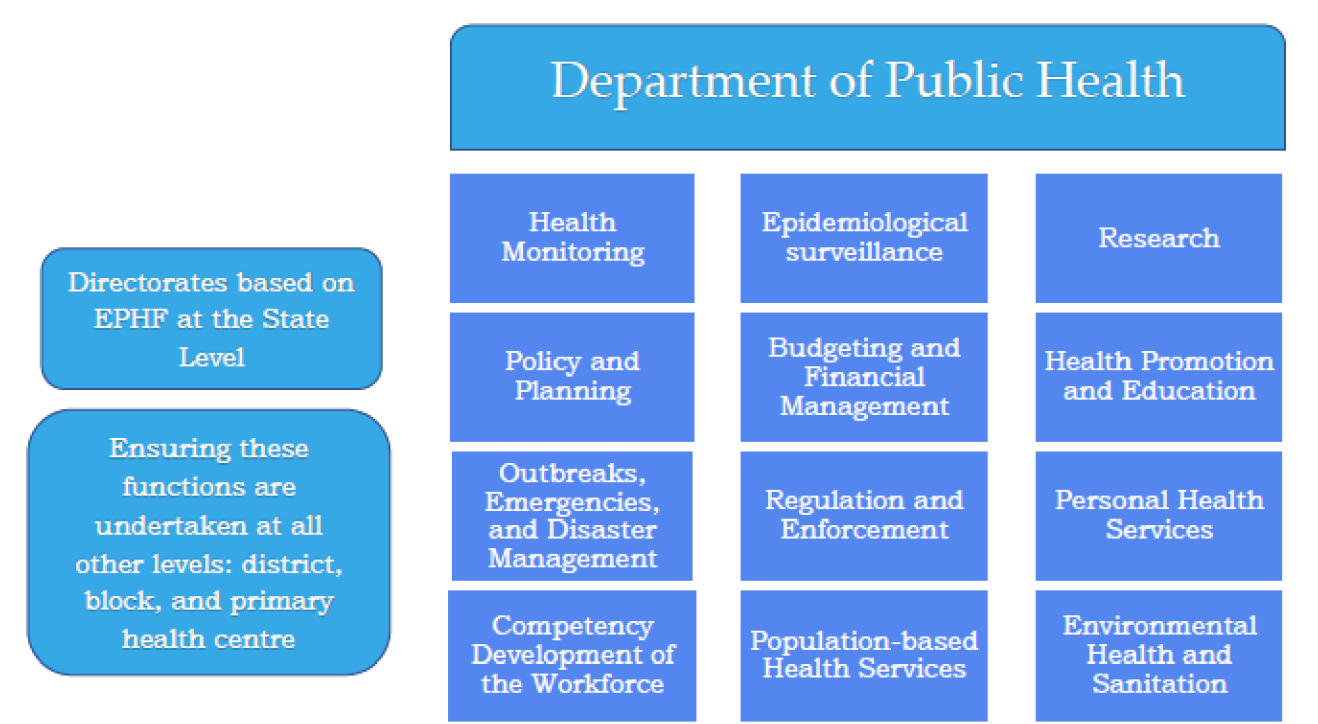 Department of Public Health
Health
Monitoring
Epidemiological
surveillance
Research
Directorates based on
EPHF at the State
Level
Policy and
Planning
Budgeting and
Financial
Management
Health Promotion
and Education
Ensuring these
functions are
undertaken at all
other levels: district,
block, and primary
health centre
Outbreaks,
Emergencies,
and Disaster
Management
Regulation and
Enforcement
Personal Health
Services
Competency
Development of
the Workforce
Population-based
Health Services
Environmental
Health and
Sanitation